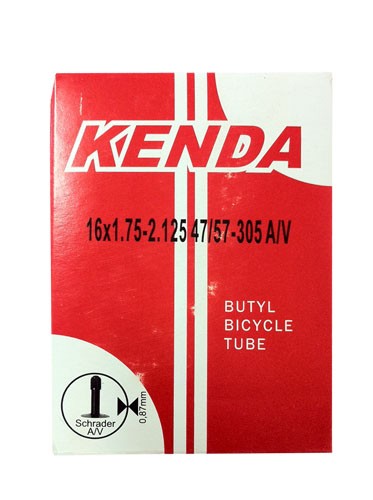 KENDA
16x1.75-2.125 47/57-305 A/V
BUTYL
BICYCLE
TUBE
Schrader
A/V
0,87mm